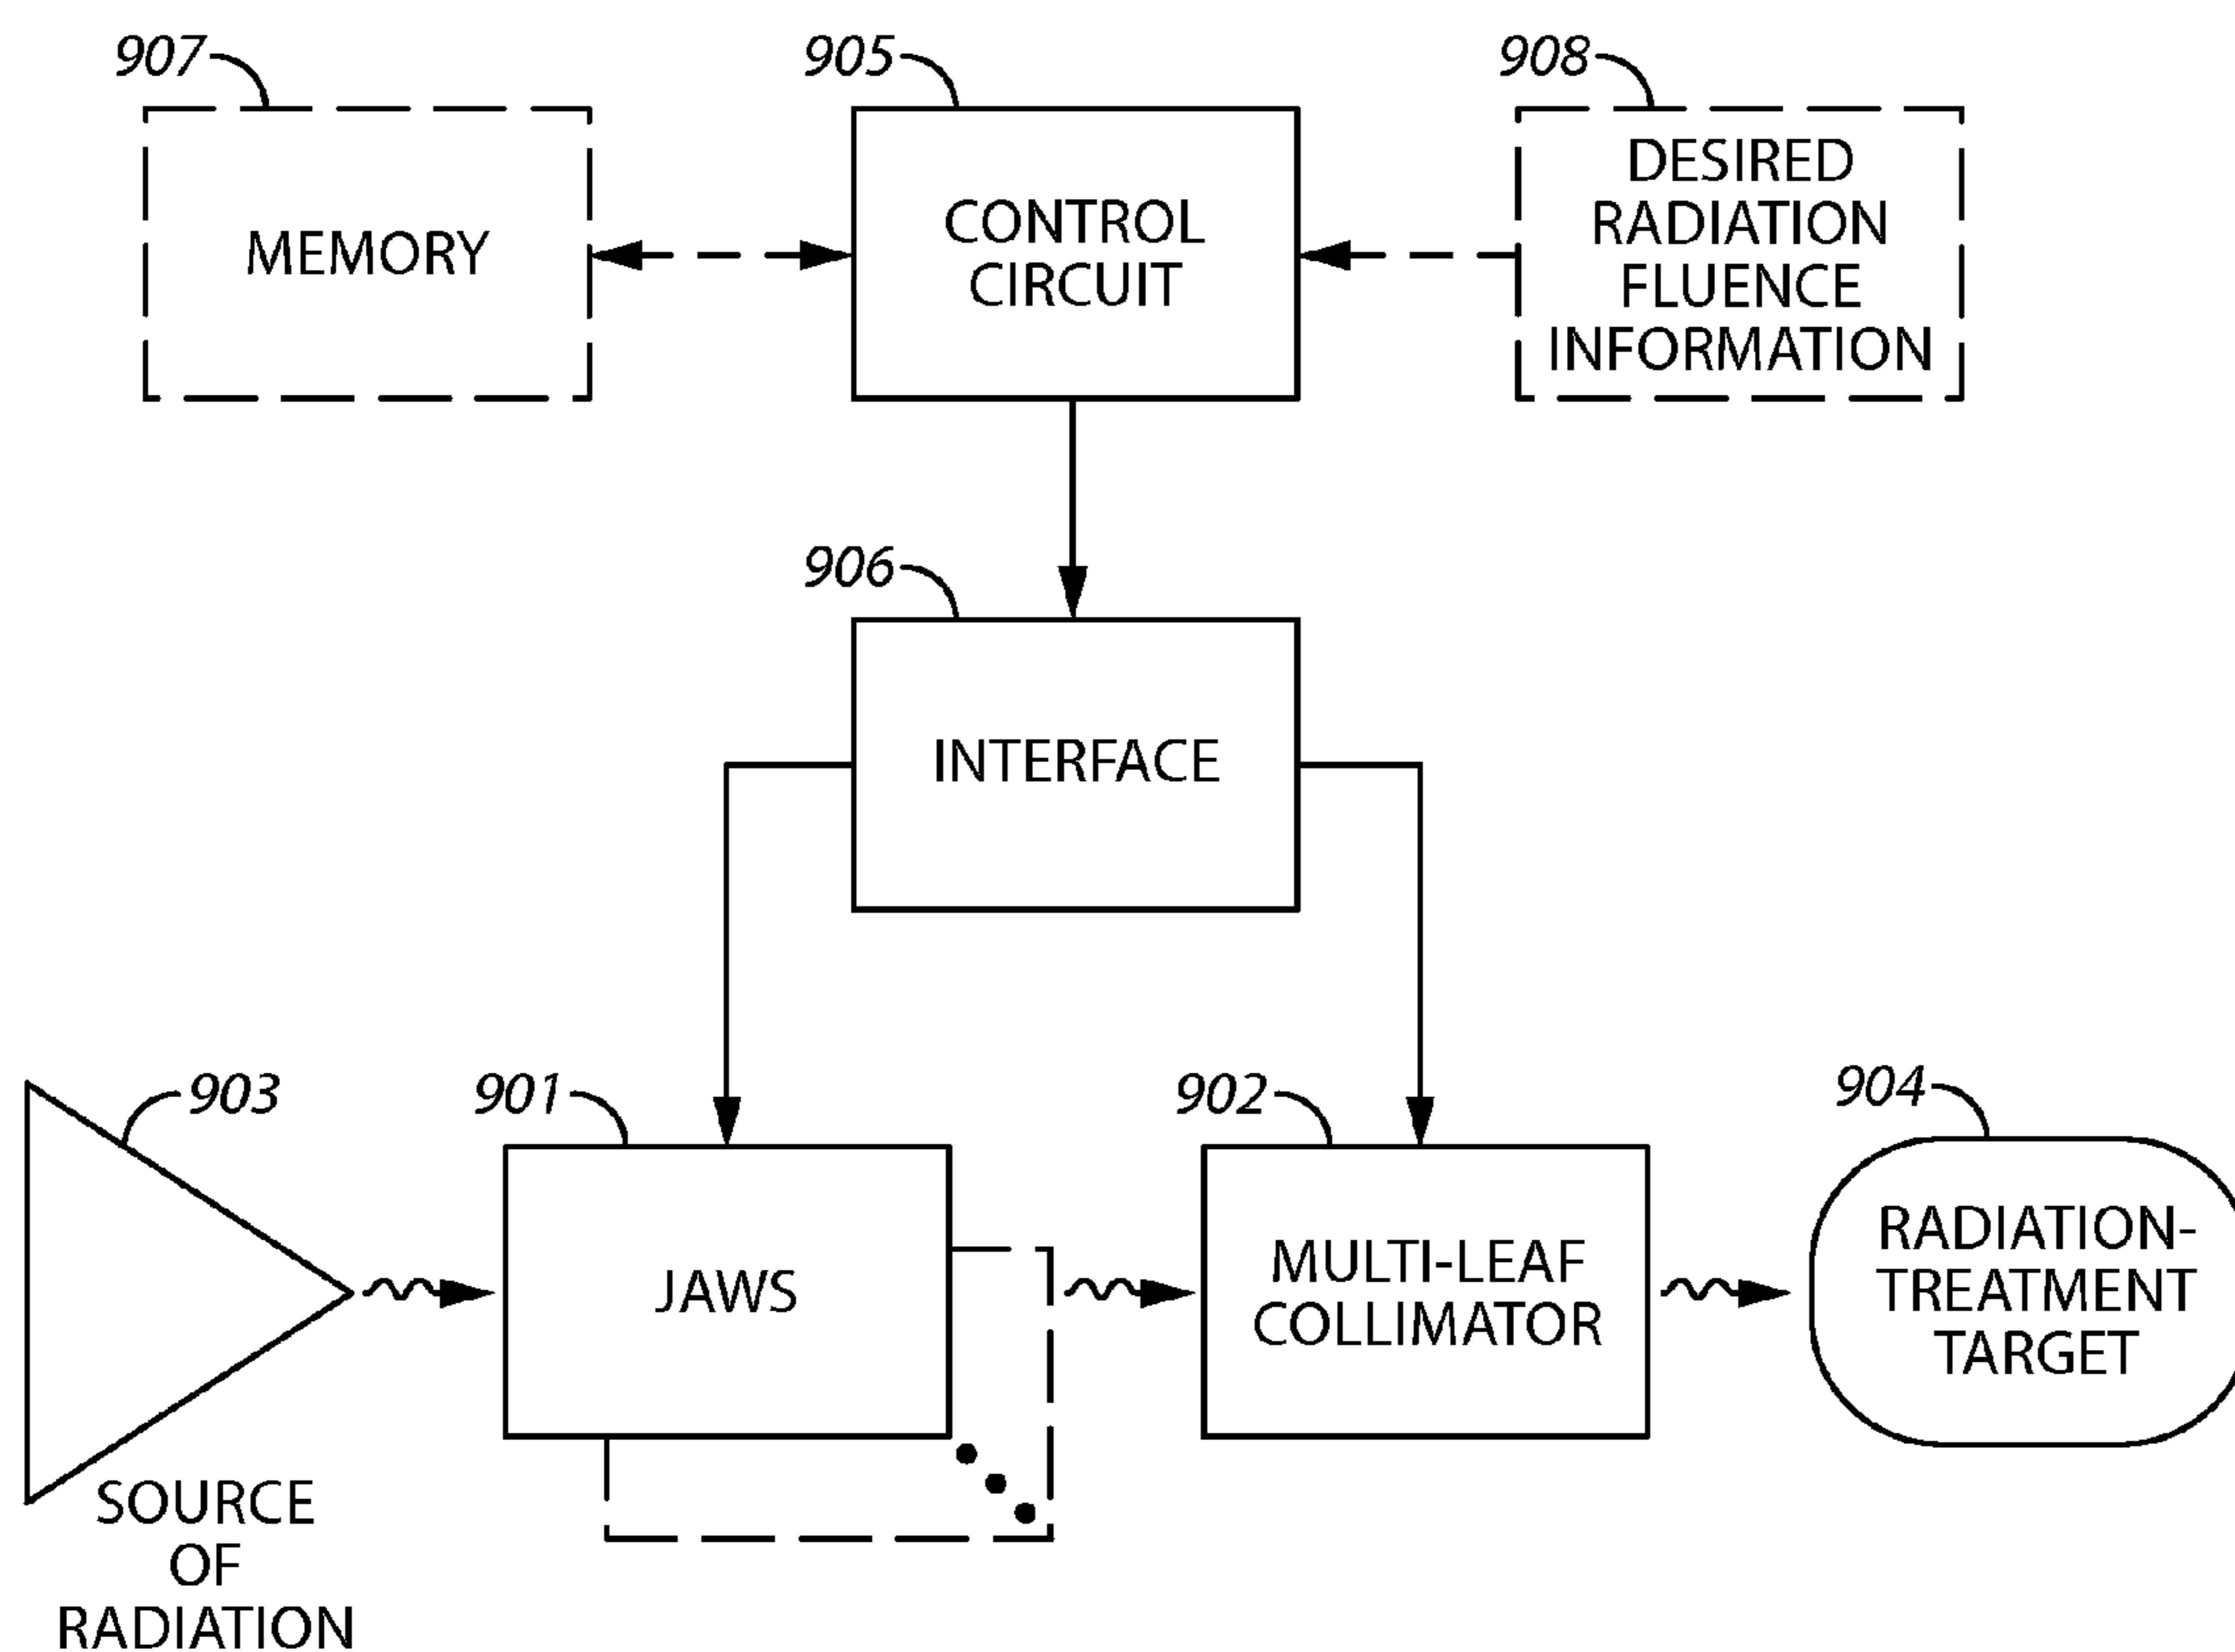 907
905
908
MEMORY
CONTROL
CIRCUIT
DESIRED
RADIATION
FLUENCE
INFORMATION
906
INTERFACE
903
901
902
904
SOURCE
OF
RADIATION
JAWS
MULTI-LEAF
COLLIMATOR
RADIATION-
TREATMENT
TARGET